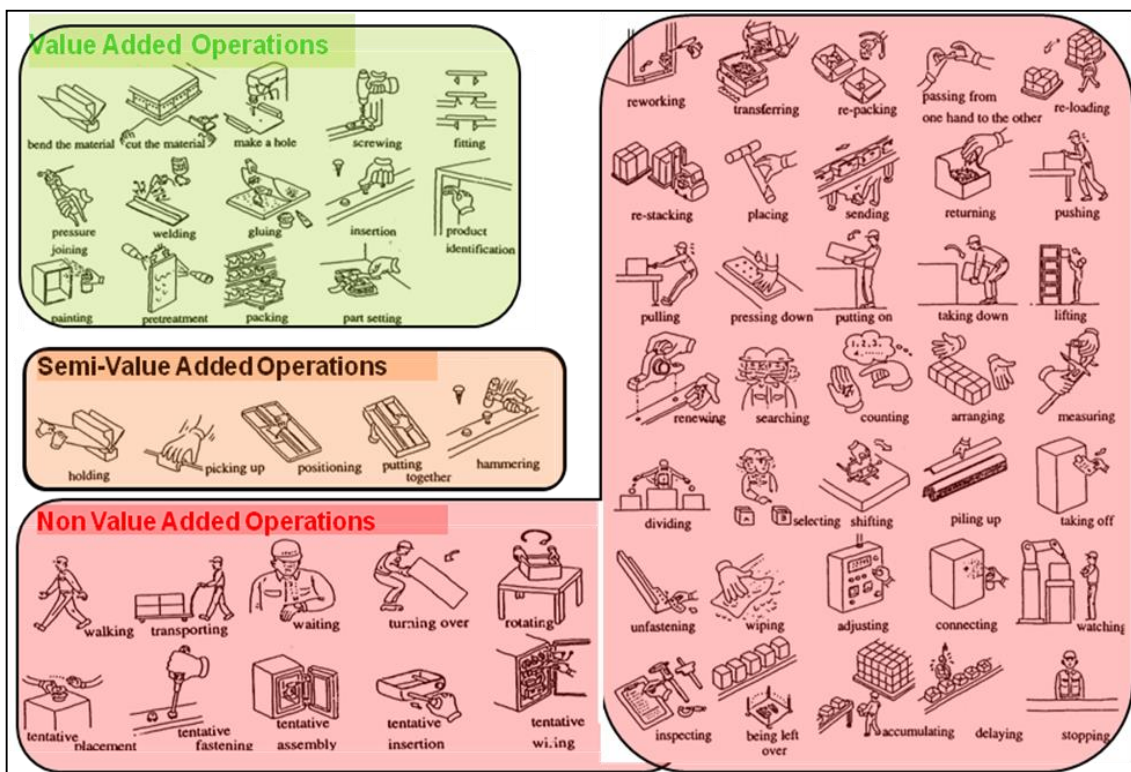 Value Added Operations
bend the material
cut the material
make a hole
screwing
fitting
pressure
joining
welding
gluing
insertion
product
identification
painting
pretreatment
packing
part setting
Semi-Value Added Operations
holding
picking up
positioning
putting
together
hammering
Non Value Added Operations
walking
transporting
waiting
turning over
rotating
tentative
placement
tentative
fastening
tentative
assembly
tentative
insertion
tentative
wiring
reworking
transferring
re-packing
passing from
one hand to the other
re-loading
re-stacking
placing
sending
returning
pushing
pulling
pressing down
putting on
taking down
lifting
renewing
searching
1, 2, 3,
4, ......
counting
arranging
measuring
dividing
A
B
selecting
shifting
piling up
taking off
unfastening
wiping
adjusting
connecting
watching
inspecting
being left
over
accumulating
delaying
stopping